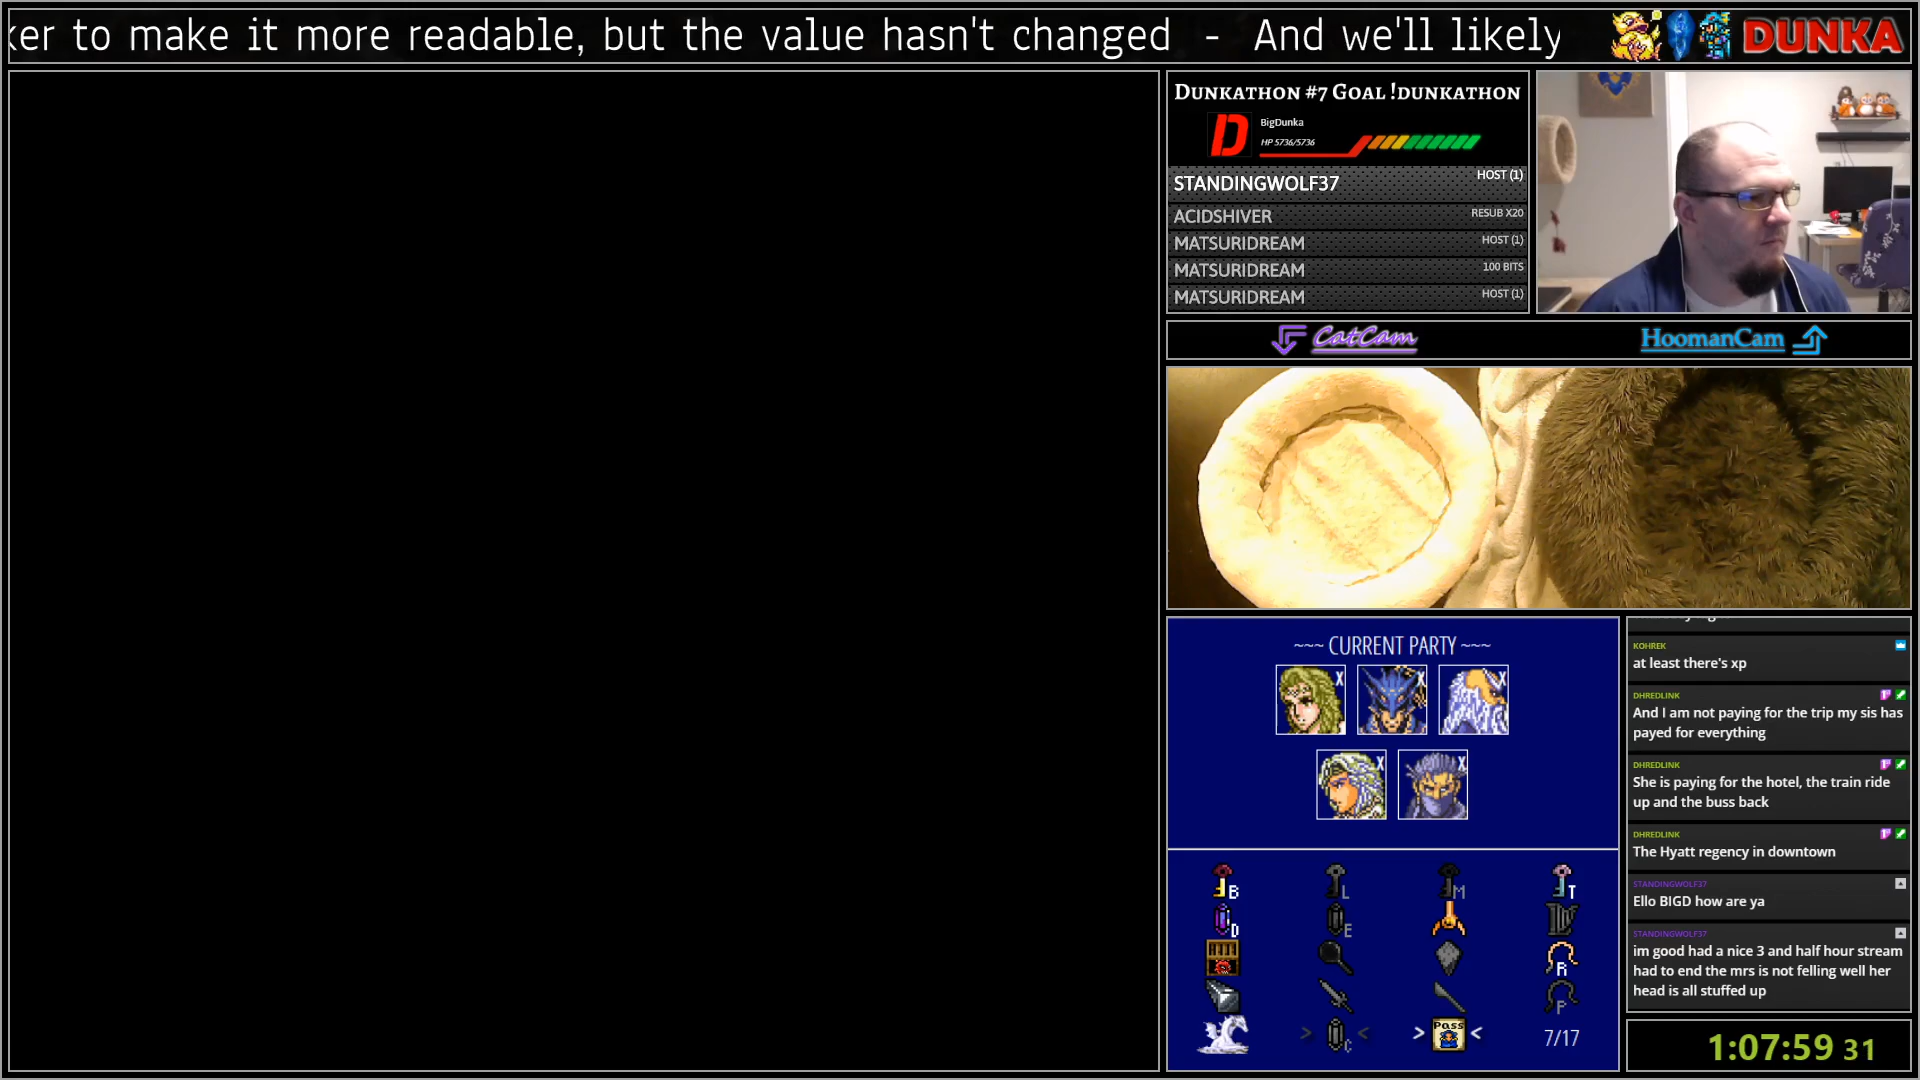 ker to make it more readable, but the value hasn't changed - And we'll likely
DUNKA
DUNKATHON #7 GOAL !DUNKATHON
D
BigDunka
HP 5736/5736
STANDINGWOLF37 HOST (1)
ACIDSHIVER RESUB X20
MATSURIDREAM HOST (1)
MATSURIDREAM 100 BITS
MATSURIDREAM HOST (1)
CatCam
HoomanCam
~~~ CURRENT PARTY ~~~
X X X
X X
B L M T
D E
R
P
> C < > PASS < 7/17
KOHREK
at least there's xp
DHREDLINK
And I am not paying for the trip my sis has
payed for everything
DHREDLINK
She is paying for the hotel, the train ride
up and the buss back
DHREDLINK
The Hyatt regency in downtown
STANDINGWOLF37
Ello BIGD how are ya
STANDINGWOLF37
im good had a nice 3 and half hour stream
had to end the mrs is not felling well her
head is all stuffed up
1:07:59 31